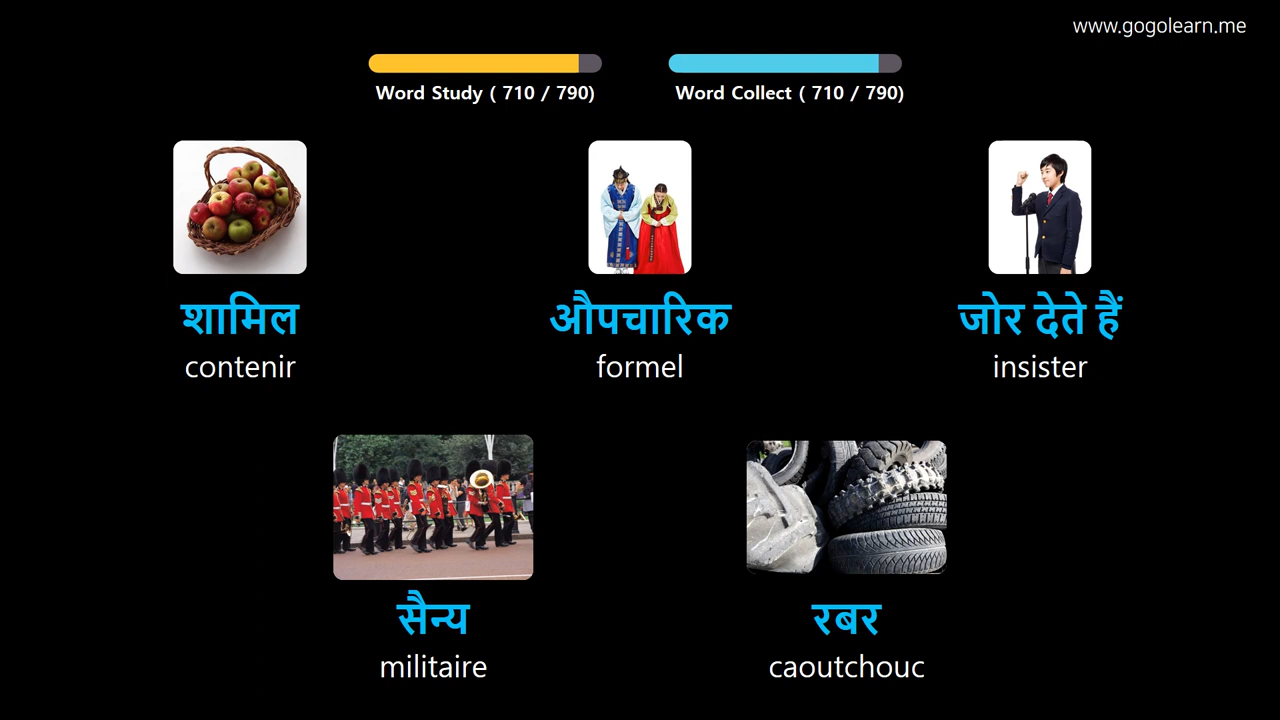 www.gogolearn.me
Word Study ( 710 / 790)
Word Collect ( 710 / 790)
शामिल
औपचारिक
जोर देते हैं
contenir
formel
insister
सैन्य
रबर
militaire
caoutchouc